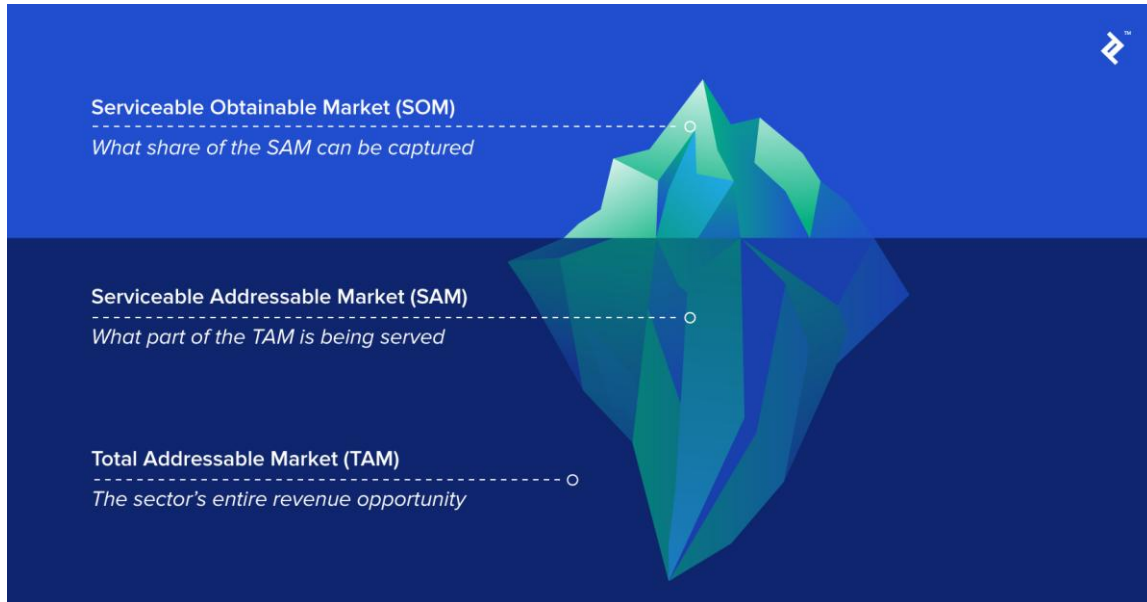 TM
Serviceable Obtainable Market (SOM)
What share of the SAM can be captured
Serviceable Addressable Market (SAM)
What part of the TAM is being served
Total Addressable Market (TAM)
The sector’s entire revenue opportunity